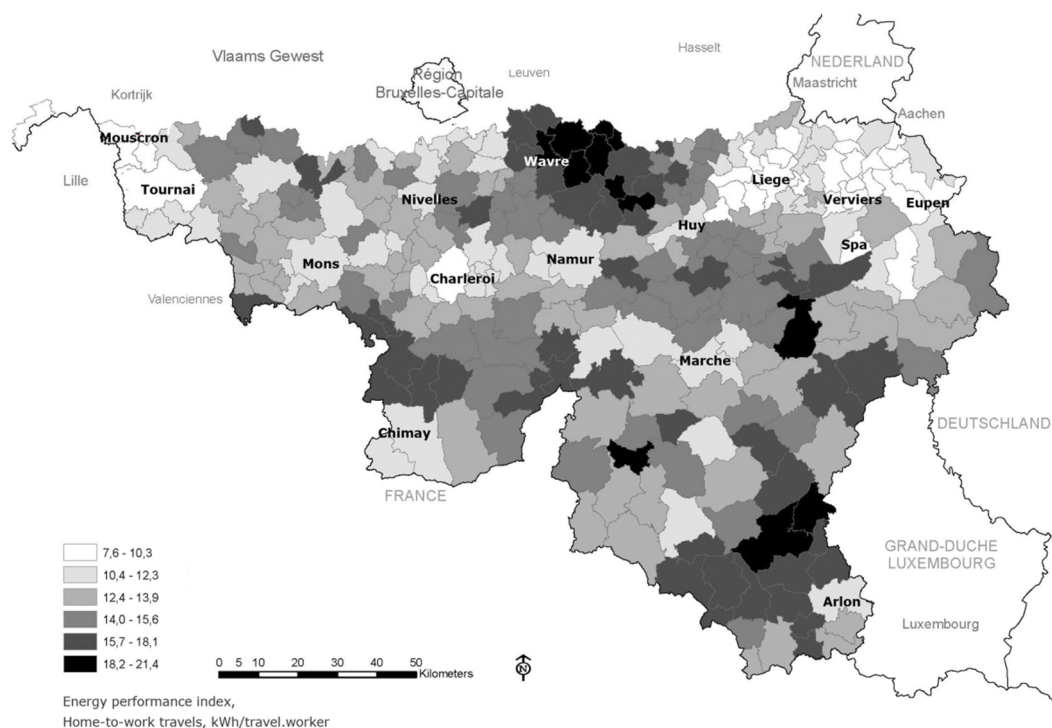 Vlaams Gewest
Hasselt
NEDERLAND
Région
Bruxelles-Capitale
Leuven
Maastricht
Kortrijk
Aachen
Mouscron
Wavre
Lille
Tournai
Liege
Nivelles
Verviers
Eupen
Huy
Spa
Mons
Namur
Charleroi
Valenciennes
Marche
Chimay
DEUTSCHLAND
FRANCE
GRAND-DUCHE
LUXEMBOURG
Arlon
Luxembourg
7,6 - 10,3
10,4 - 12,3
12,4 - 13,9
14,0 - 15,6
15,7 - 18,1
18,2 - 21,4
0 5 10 20 30 40 50
Kilometers
N
Energy performance index,
Home-to-work travels, kWh/travel.worker